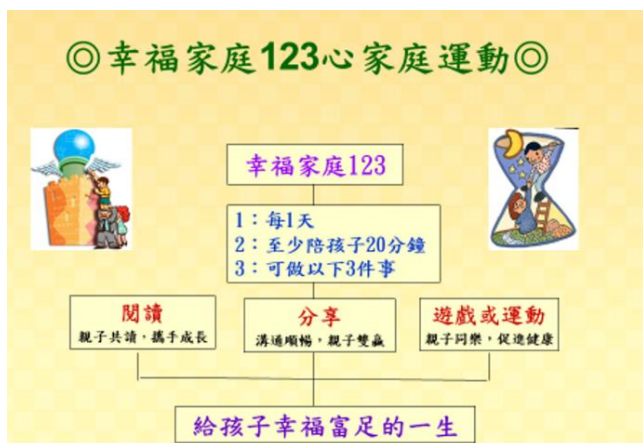 ◎幸福家庭123心家庭運動◎
幸福家庭123
1：每1天
2：至少陪孩子20分鐘
3：可做以下3件事
閱讀
親子共讀，攜手成長
分享
溝通順暢，親子雙贏
遊戲或運動
親子同樂，促進健康
給孩子幸福富足的一生